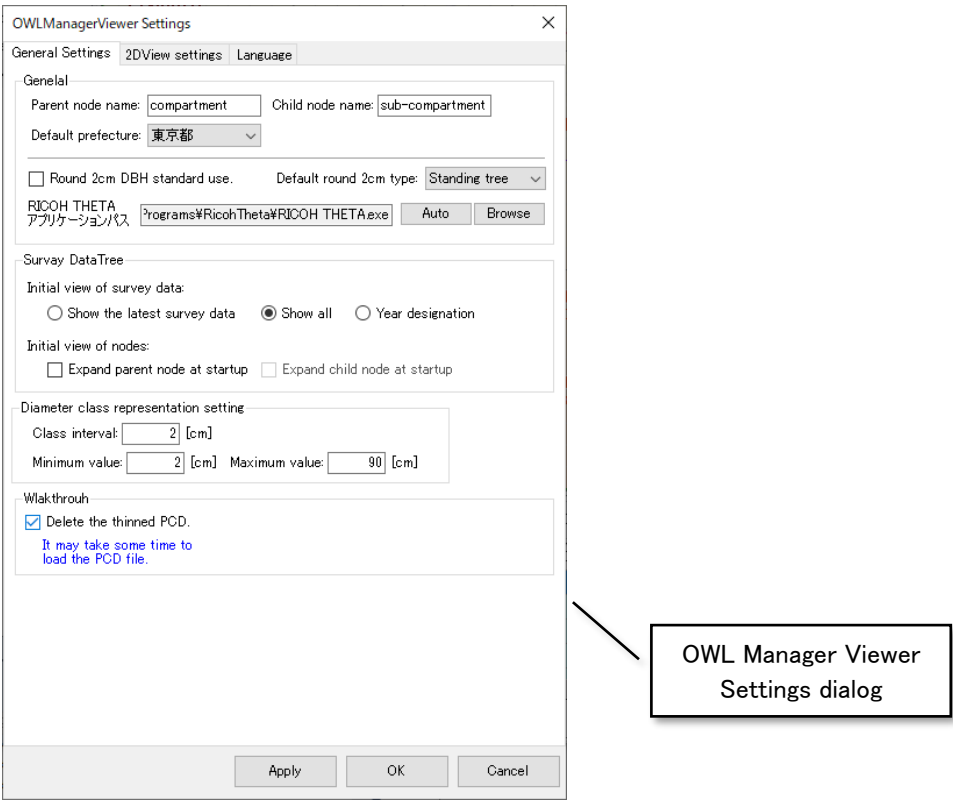 OWLManagerViewer Settings
General Settings 2DView settings Language
Genelal
Parent node name: compartment Child node name: sub-compartment
Default prefecture: 東京都
Round 2cm DBH standard use. Default round 2cm type: Standing tree
RICOH THETA
アプリケーションパス Programs¥RicohTheta¥RICOH THETA.exe Auto Browse
Survay DataTree
Initial view of survey data:
Show the latest survey data Show all Year designation
Initial view of nodes:
Expand parent node at startup Expand child node at startup
Diameter class representation setting
Class interval: 2 [cm]
Minimum value: 2 [cm] Maximum value: 90 [cm]
Wlakthrouh
Delete the thinned PCD.
It may take some time to
load the PCD file.
OWL Manager Viewer
Settings dialog
Apply OK Cancel